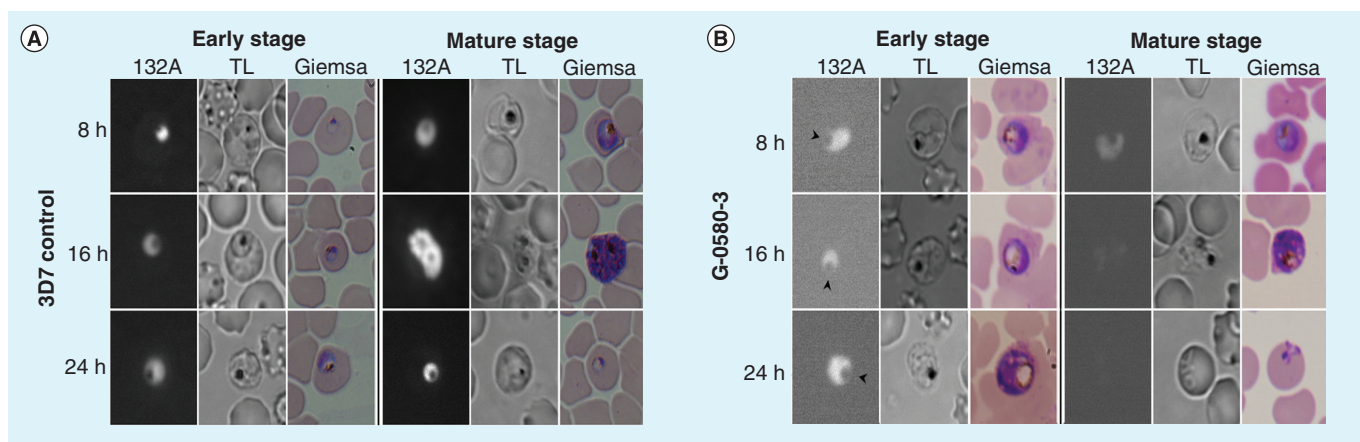 A
Early stage
Mature stage
132A TL Giemsa 132A TL Giemsa
3D7 control
8 h
16 h
24 h
B
Early stage
Mature stage
132A TL Giemsa 132A TL Giemsa
G-0580-3
8 h
16 h
24 h